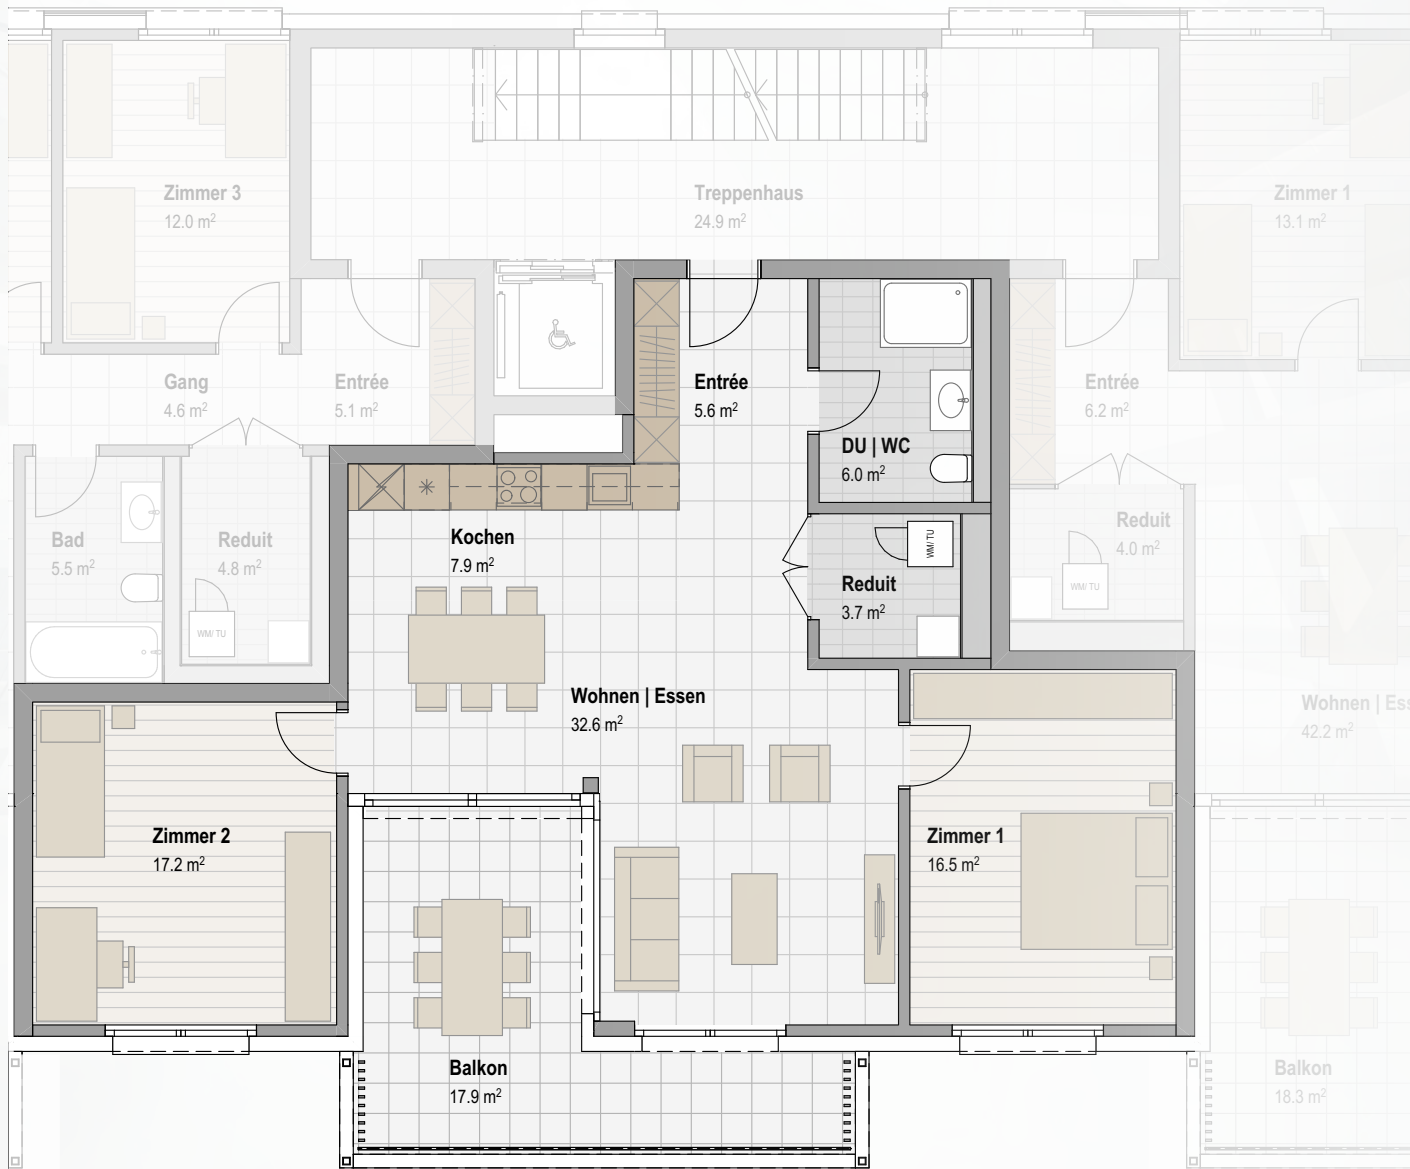 Zimmer 3
12.0 m²
Treppenhaus
24.9 m²
Zimmer 1
13.1 m²
Gang
4.6 m²
Entrée
5.1 m²
Entrée
5.6 m²
Entrée
6.2 m²
DU | WC
6.0 m²
Bad
5.5 m²
Reduit
4.8 m²
WM/ TU
Kochen
7.9 m²
WM/ TU
Reduit
3.7 m²
Reduit
4.0 m²
WM/ TU
Wohnen | Essen
32.6 m²
Wohnen | Ess
42.2 m²
Zimmer 2
17.2 m²
Zimmer 1
16.5 m²
Balkon
17.9 m²
Balkon
18.3 m²